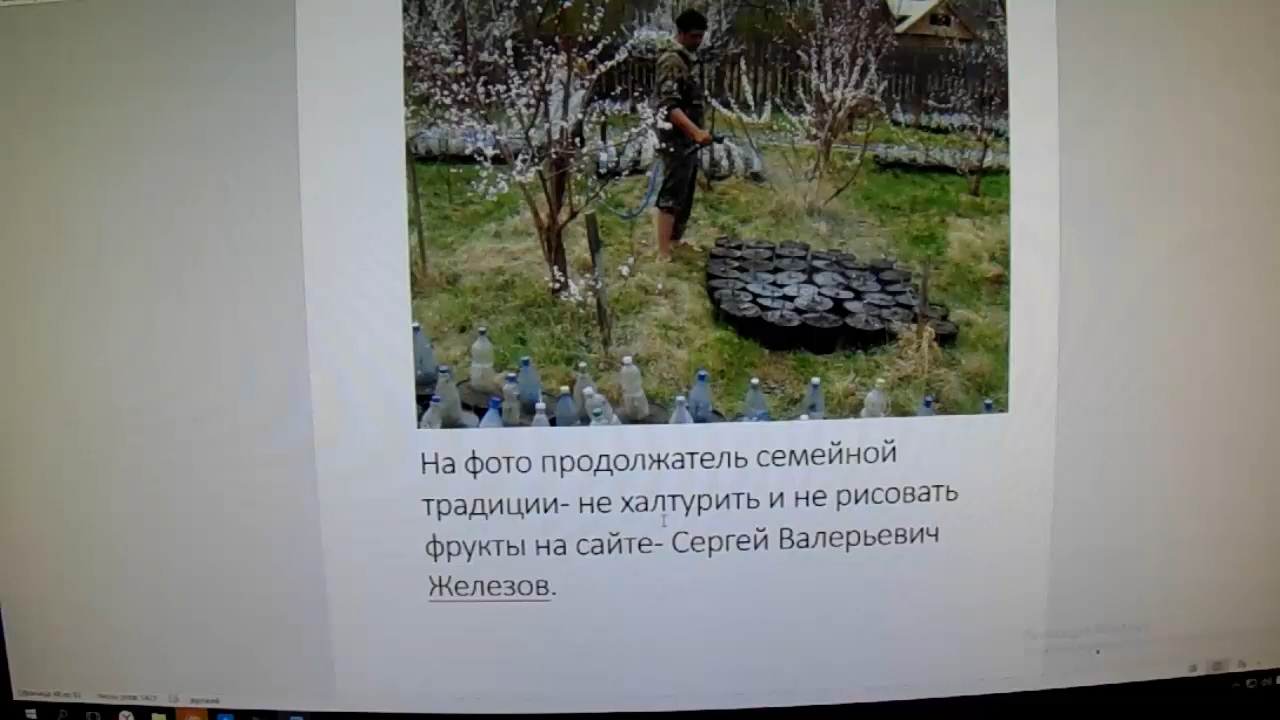 На фото продолжатель семейной
традиции- не халтурить и не рисовать
фрукты на сайте- Сергей Валерьевич
Железов.